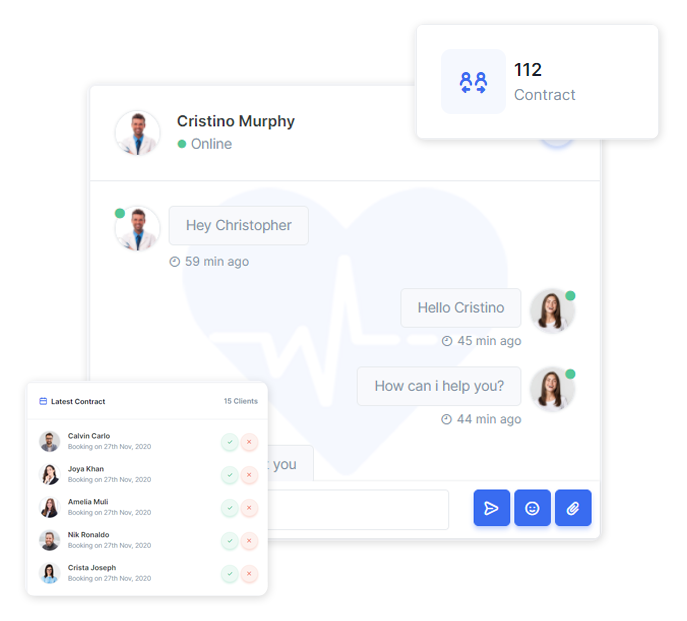 112
Contract
Cristino Murphy
Online
Hey Christopher
59 min ago
Hello Cristino
45 min ago
How can i help you?
44 min ago
you
Latest Contract
15 Clients
Calvin Carlo
Booking on 27th Nov, 2020
Joya Khan
Booking on 27th Nov, 2020
Amelia Muli
Booking on 27th Nov, 2020
Nik Ronaldo
Booking on 27th Nov, 2020
Crista Joseph
Booking on 27th Nov, 2020